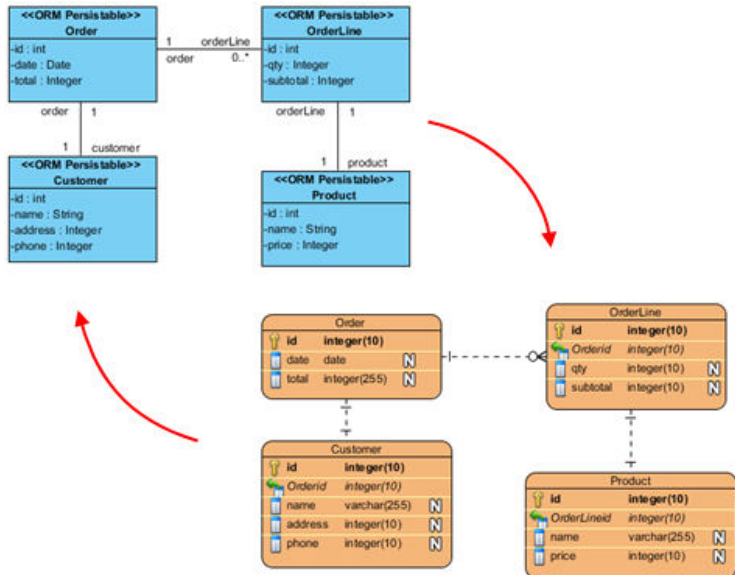 <<ORM Persistable>>
Order
-id : int
-date : Date
-total : Integer
1 orderLine
order 0..*
<<ORM Persistable>>
OrderLine
-id : int
-qty : Integer
-subtotal : Integer
order 1
1 customer
orderLine 1
1 product
<<ORM Persistable>>
Customer
-id : int
-name : String
-address : Integer
-phone : Integer
<<ORM Persistable>>
Product
-id : int
-name : String
-price : Integer
Order
id integer(10)
date date N
total integer(255) N
OrderLine
id integer(10)
Orderid integer(10)
qty integer(10) N
subtotal integer(10) N
Customer
id integer(10)
Orderid integer(10)
name varchar(255) N
address integer(10) N
phone integer(10) N
Product
id integer(10)
OrderLineid integer(10)
name varchar(255) N
price integer(10) N